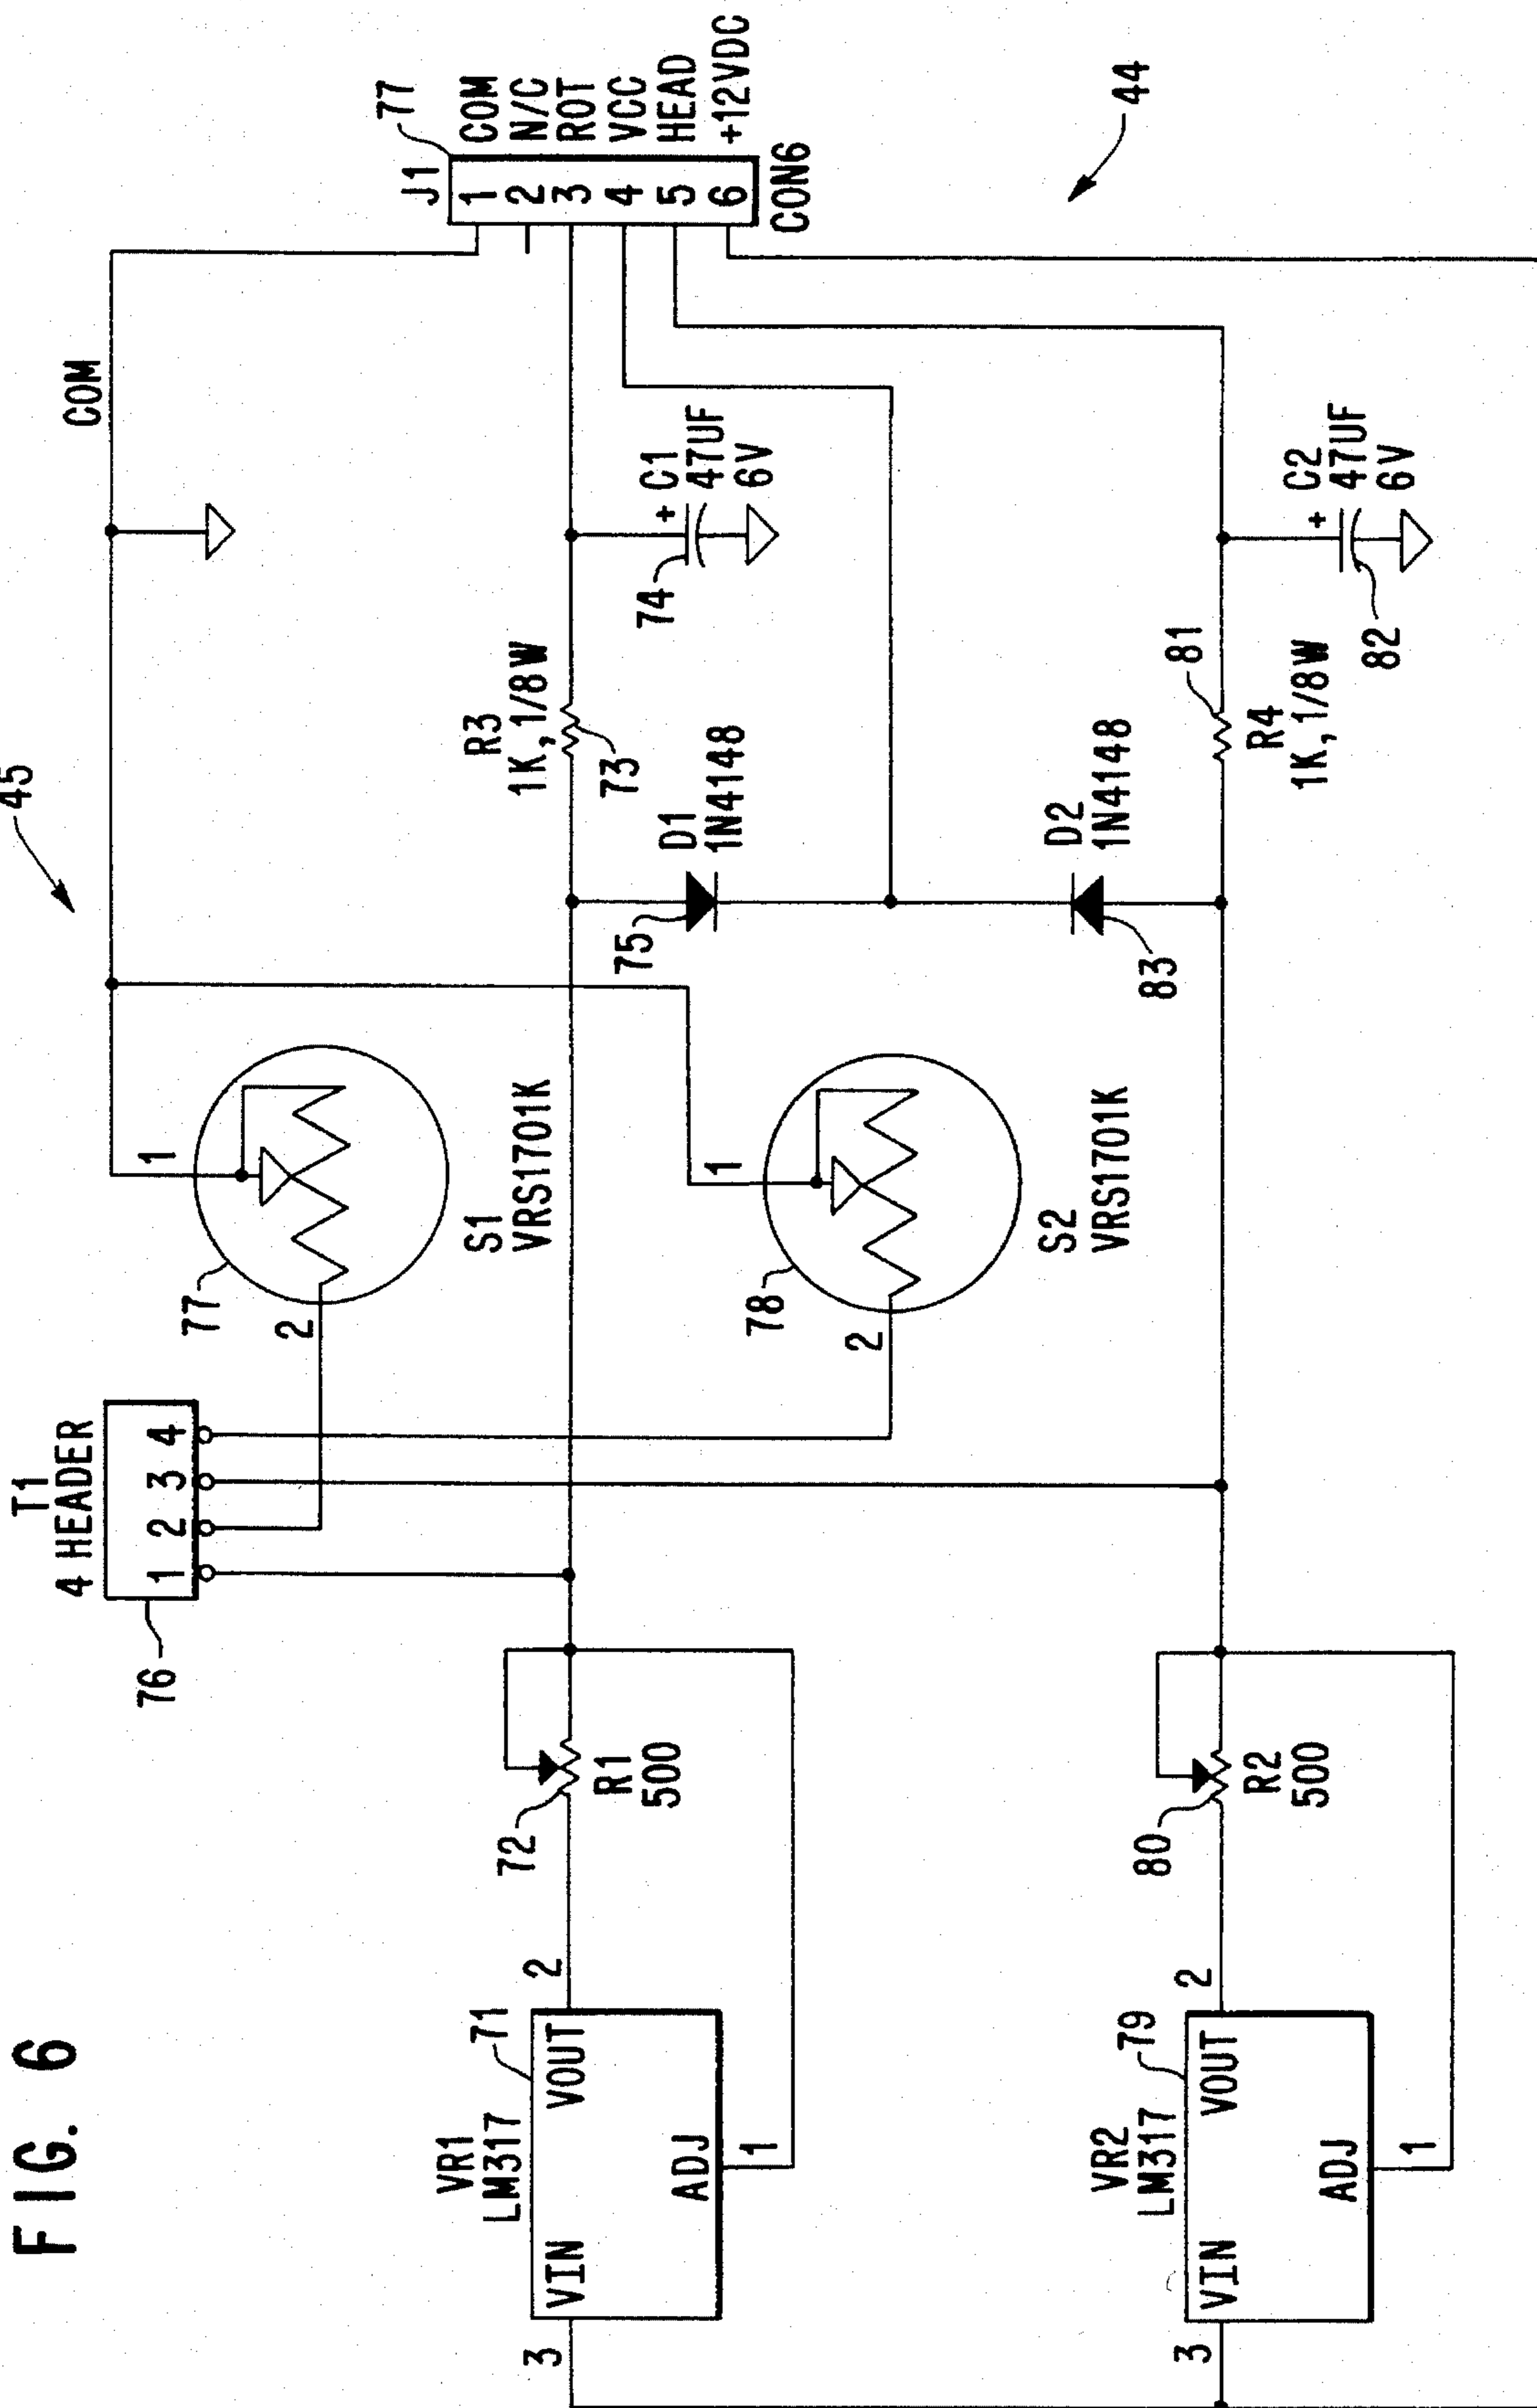 FIG. 6
45
44
T1
4 HEADER
1 2 3 4
76
COM
77
J1
1 COM
2 N/C
3 ROT
4 VCC
5 HEAD
6 +12VDC
CON6
1
77
2
S1
VRS1701K
1
78
2
S2
VRS1701K
VR1
LM317
71
VIN
VOUT
ADJ
3
2
1
72
R1
500
R3
1K,1/8W
73
D1
1N4148
75
+
C1
47UF
6V
74
VR2
LM317
79
VIN
VOUT
ADJ
3
2
1
80
R2
500
D2
1N4148
83
81
R4
1K,1/8W
+
C2
47UF
6V
82